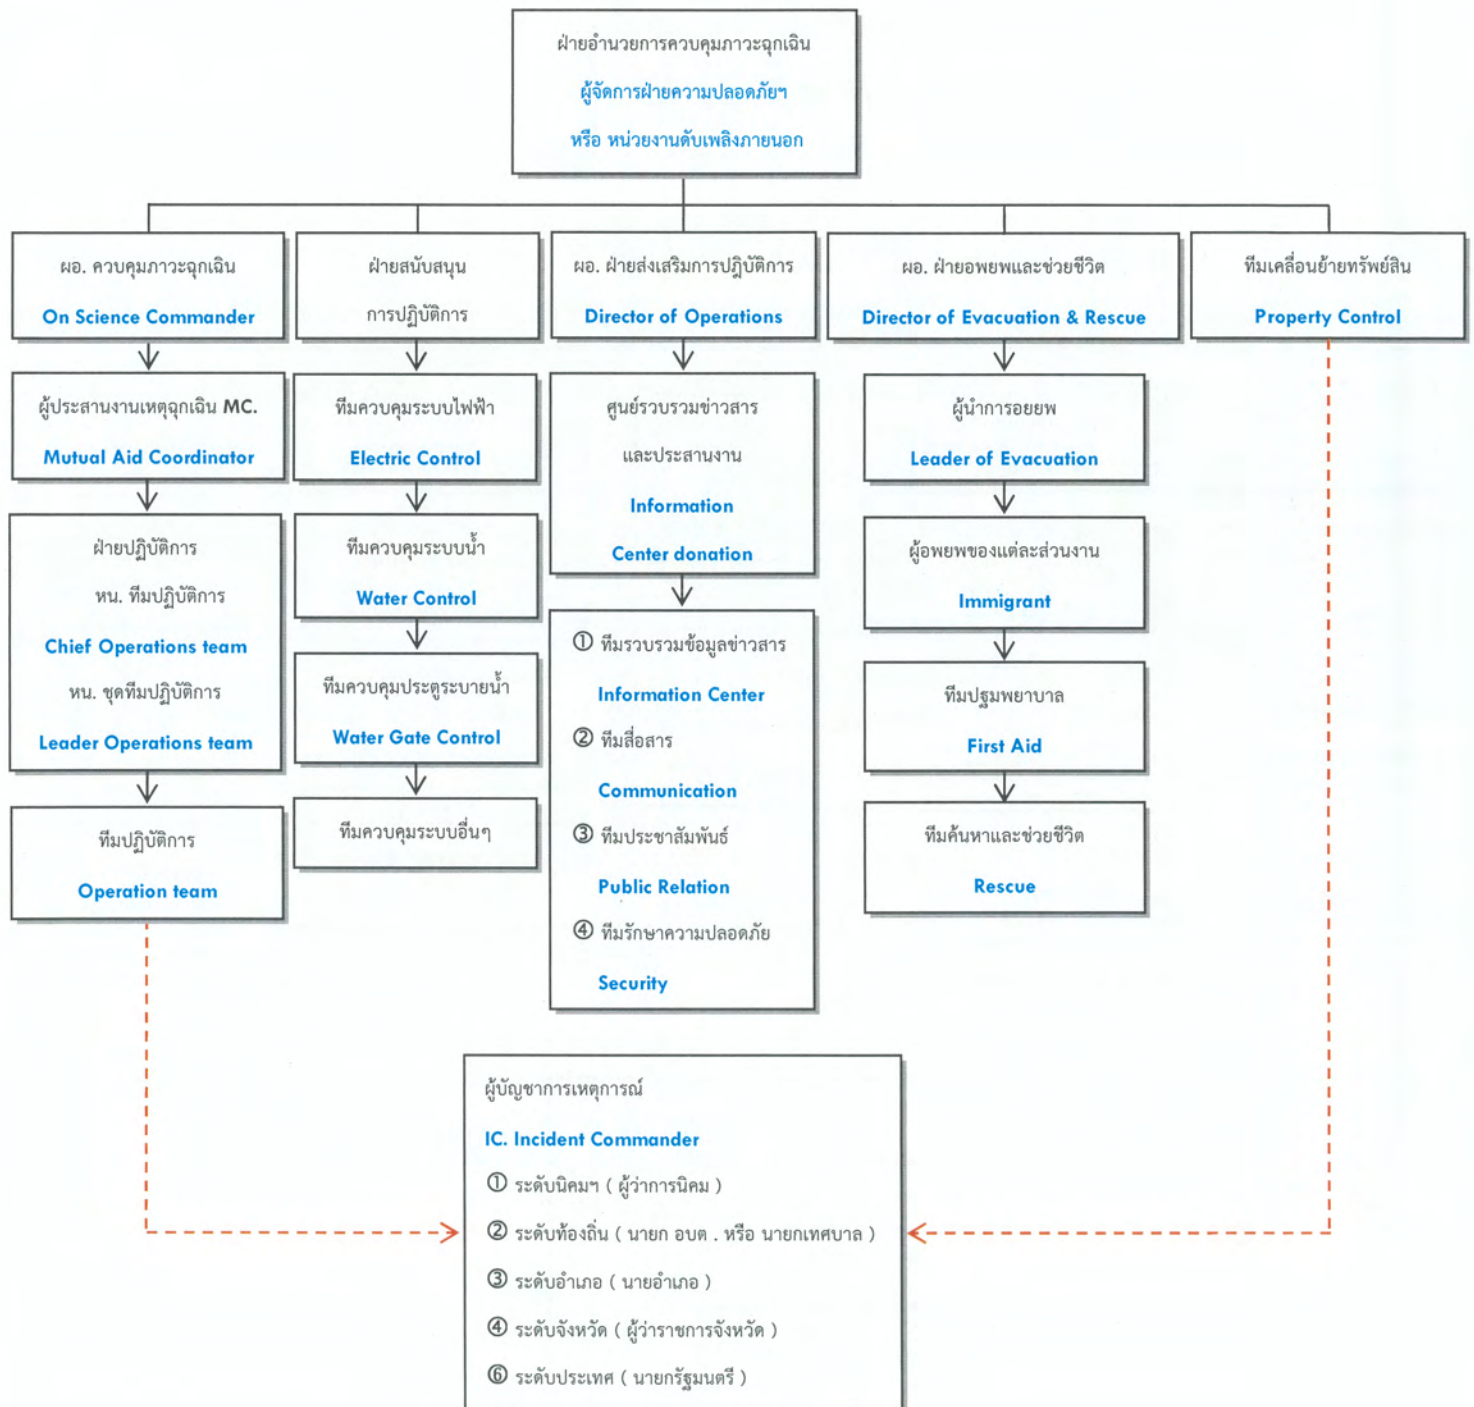 ฝ่ายอำนวยการควบคุมภาวะฉุกเฉิน
ผู้จัดการฝ่ายความปลอดภัยฯ
หรือ หน่วยงานดับเพลิงภายนอก
ผอ. ควบคุมภาวะฉุกเฉิน
On Science Commander
ผู้ประสานงานเหตุฉุกเฉิน MC.
Mutual Aid Coordinator
ฝ่ายปฏิบัติการ
หน. ทีมปฏิบัติการ
Chief Operations team
หน. ชุดทีมปฏิบัติการ
Leader Operations team
ทีมปฏิบัติการ
Operation team
ฝ่ายสนับสนุน
การปฏิบัติการ
ทีมควบคุมระบบไฟฟ้า
Electric Control
ทีมควบคุมระบบน้ำ
Water Control
ทีมควบคุมประตูระบายน้ำ
Water Gate Control
ทีมควบคุมระบบอื่นๆ
ผอ. ฝ่ายส่งเสริมการปฎิบัติการ
Director of Operations
ศูนย์รวบรวมข่าวสาร
และประสานงาน
Information
Center donation
① ทีมรวบรวมข้อมูลข่าวสาร
Information Center
② ทีมสื่อสาร
Communication
③ ทีมประชาสัมพันธ์
Public Relation
④ ทีมรักษาความปลอดภัย
Security
ผอ. ฝ่ายอพยพและช่วยชีวิต
Director of Evacuation & Rescue
ผู้นำการอยยพ
Leader of Evacuation
ผู้อพยพของแต่ละส่วนงาน
Immigrant
ทีมปฐมพยาบาล
First Aid
ทีมค้นหาและช่วยชีวิต
Rescue
ทีมเคลื่อนย้ายทรัพย์สิน
Property Control
ผู้บัญชาการเหตุการณ์
IC. Incident Commander
① ระดับนิคมฯ ( ผู้ว่าการนิคม )
② ระดับท้องถิ่น ( นายก อบต . หรือ นายกเทศบาล )
③ ระดับอำเภอ ( นายอำเภอ )
④ ระดับจังหวัด ( ผู้ว่าราชการจังหวัด )
⑥ ระดับประเทศ ( นายกรัฐมนตรี )